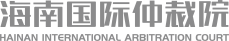 海南国际仲裁院
HAINAN INTERNATIONAL ARBITRATION COURT